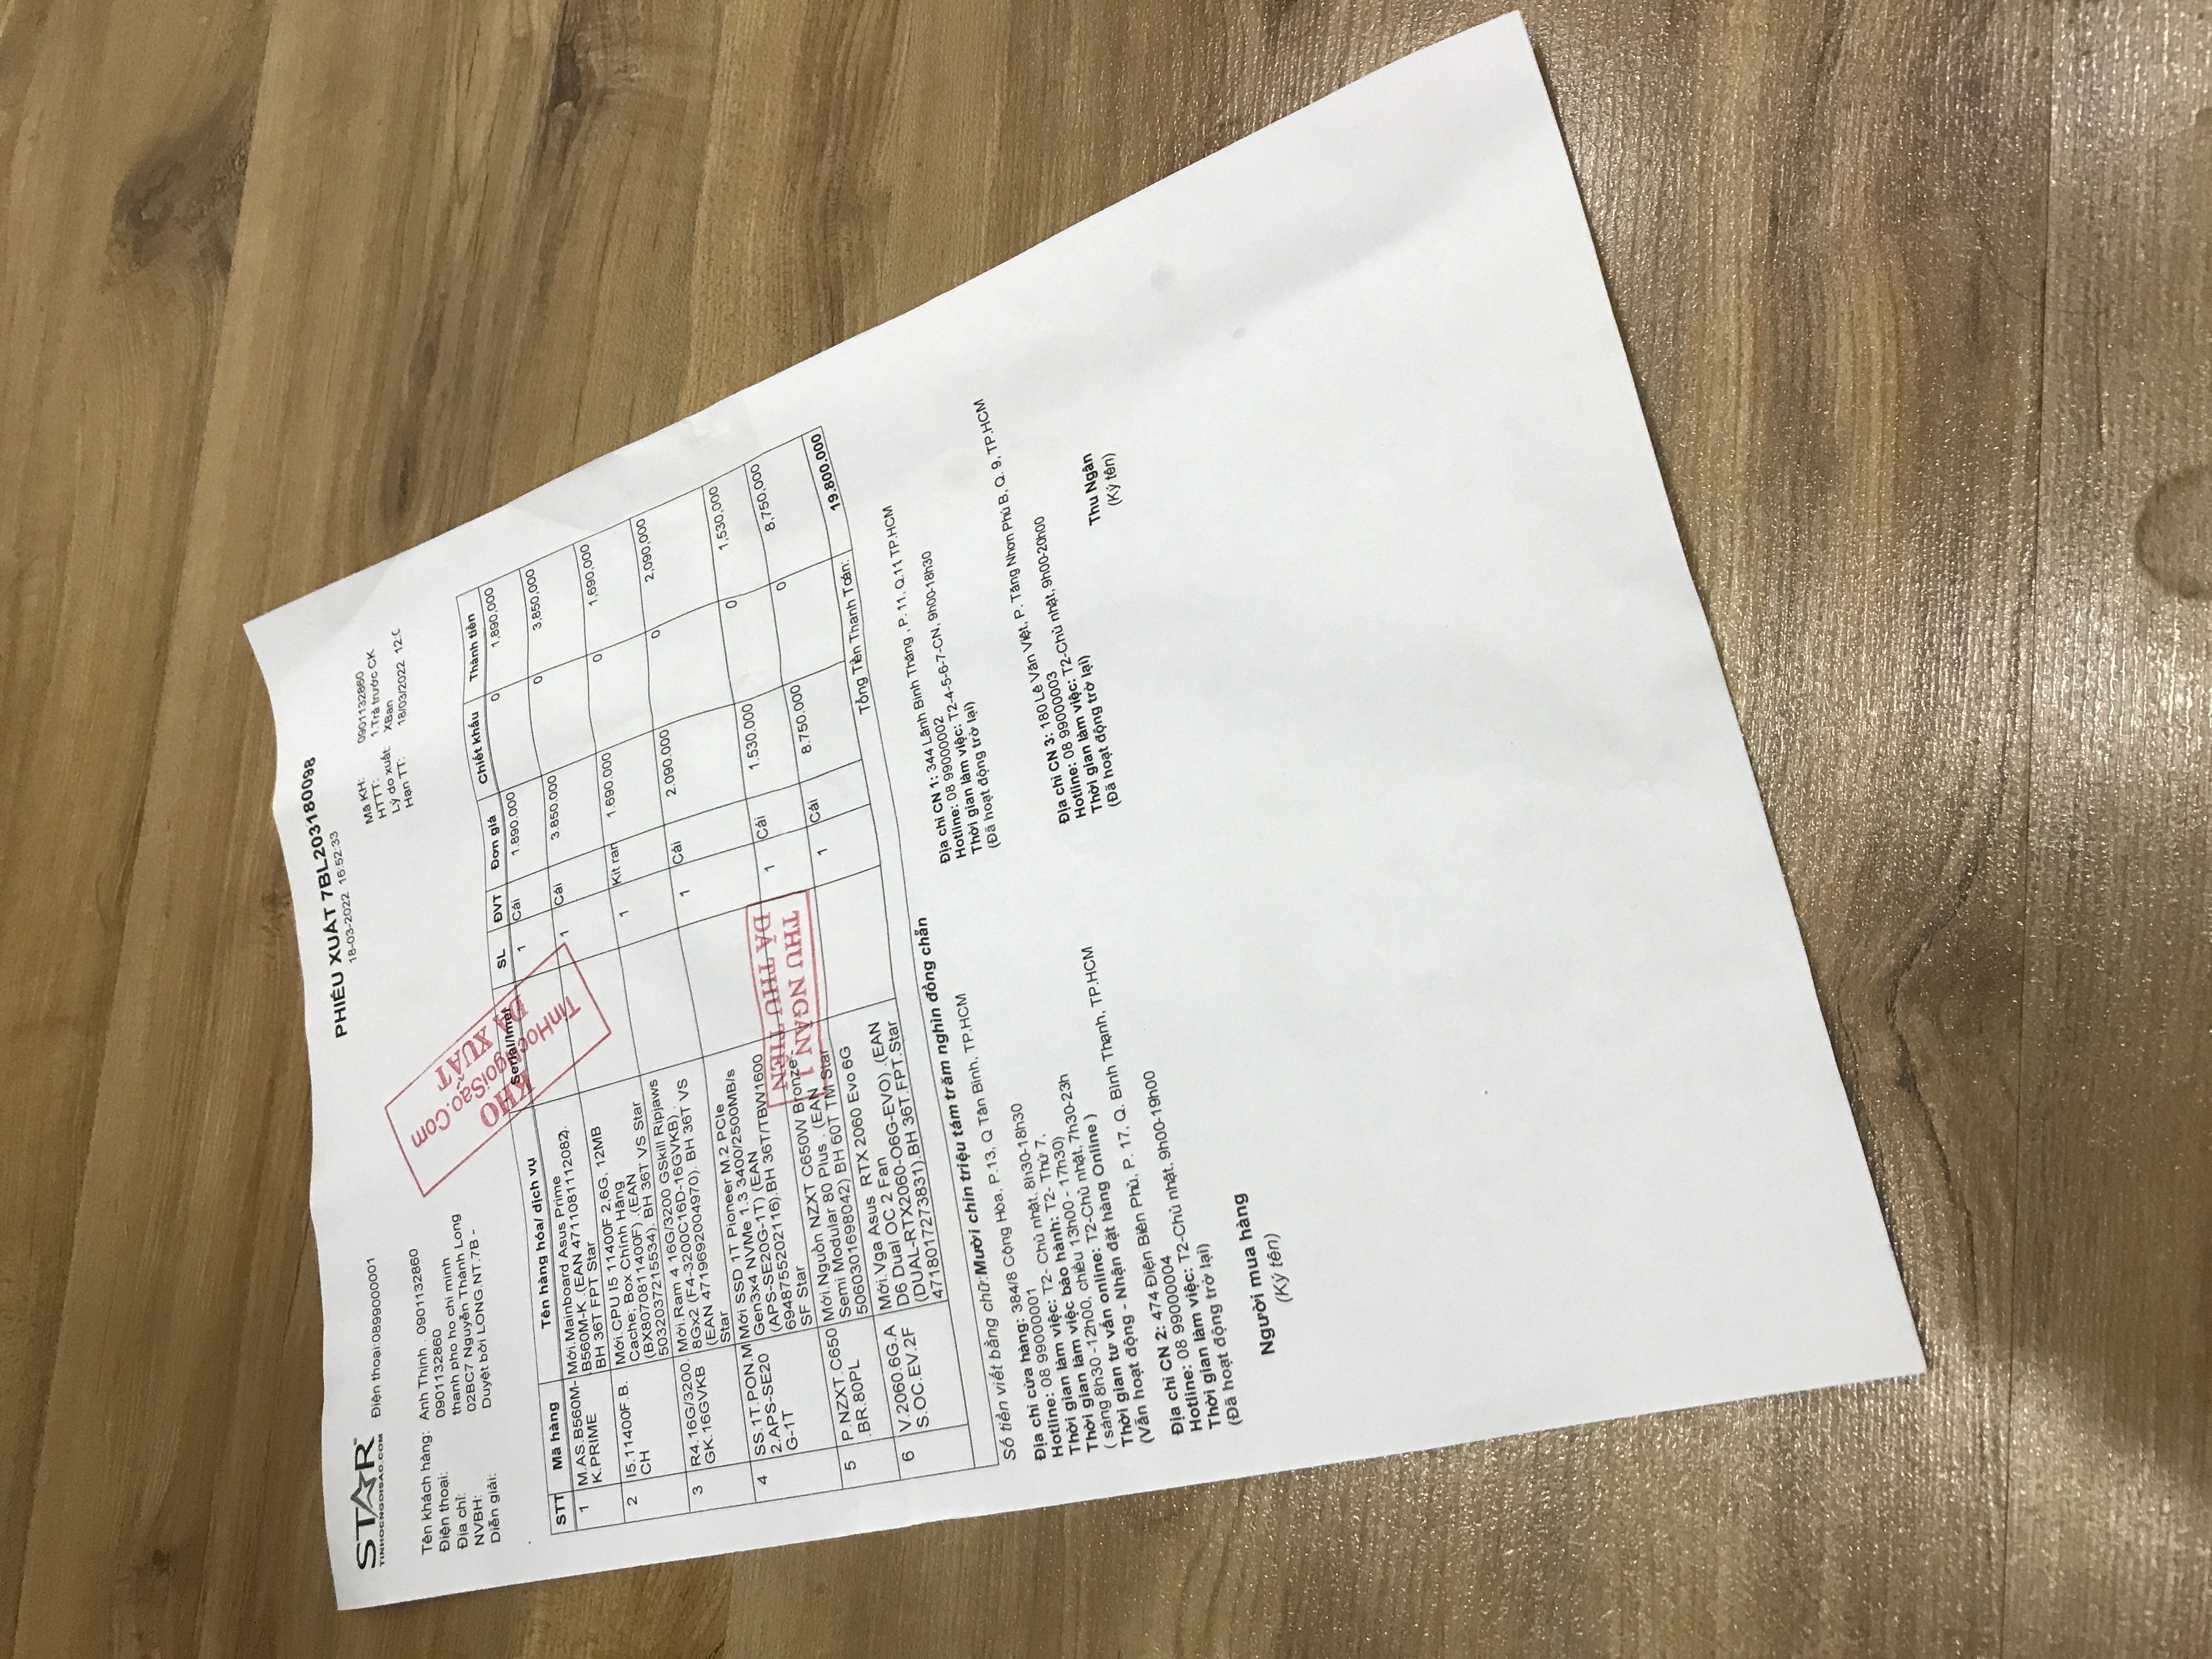 STAR
TINHOCNGOISAO.COM
Điện thoại:0899000001
PHIẾU XUẤT 7BL203180098
18-03-2022 16:52:33
Mã KH: 0901132860
HTTT: 1.Trả trước CK
Lý do xuất: XBan
Hạn TT: 18/03/2022 12:0
Tên khách hàng: Anh Thịnh . 0901132860
Điện thoại: 0901132860
Địa chỉ: thanh pho ho chi minh
NVBH: 02BC7 Nguyễn Thành Long
Diễn giải: Duyệt bởi LONG.NT.7B -
KHO
TinHocNgoiSao.Com
ĐÃ XUẤT
STT Mã hàng Tên hàng hóa/ dịch vụ Serial/Imei SL ĐVT Đơn giá Chiết khấu Thành tiền
1 M.AS.B560M- Mới.Mainboard Asus Prime 1 Cái 1.890.000 0 1,890,000
K.PRIME B560M-K .(EAN 4711081112082).
BH 36T FPT Star
2 I5.11400F.B. Mới.CPU I5 11400F 2,6G, 12MB 1 Cái 3.850.000 0 3,850,000
CH Cache; Box Chính Hãng
(BX8070811400F) .(EAN
5032037215534). BH 36T VS Star
3 R4.16G/3200. Mới.Ram 4 16G/3200 GSkill Ripjaws 1 Kit ran 1.690.000 0 1,690,000
GK.16GVKB 8Gx2 (F4-3200C16D-16GVKB) .
(EAN 4719692004970). BH 36T VS
Star
4 SS.1T.PON.M Mới SSD 1T Pioneer M.2 PCIe 1 Cái 2.090.000 0 2,090,000
2.APS-SE20 Gen3x4 NVMe 1.3 3400/2500MB/s
G-1T (APS-SE20G-1T) (EAN
6948755202116).BH 36T/TBW1600
SF Star
5 P.NZXT.C650 Mới.Nguồn NZXT C650W Bronze - 1 Cái 1.530.000 0 1,530,000
.BR.80PL Semi Modular 80 Plus . (EAN
5060301698042) BH 60T TM Star
6 V.2060.6G.A Mới.Vga Asus RTX 2060 Evo 6G 1 Cái 8.750.000 0 8,750,000
S.OC.EV.2F D6 Dual OC 2 Fan
(DUAL-RTX2060-O6G-EVO) .(EAN
4718017273831).BH 36T.FPT.Star
THU NGÂN 1
ĐÃ THU TIỀN
Tổng Tiền Thanh Toán: 19.800.000
Số tiền viết bằng chữ:Mười chín triệu tám trăm nghìn đồng chẵn
Địa chỉ cửa hàng: 384/8 Cộng Hòa, P.13, Q Tân Bình, TP.HCM
Hotline: 08 99000001
Thời gian làm việc: T2- Chủ nhật, 8h30-18h30
Thời gian làm việc bảo hành: T2- Thứ 7,
( sáng 8h30 -12h00, chiều 13h00 - 17h30)
Thời gian tư vấn online: T2-Chủ nhật, 7h30-23h
(Vẫn hoạt động - Nhận đặt hàng Online )
Địa chỉ CN 1: 344 Lãnh Binh Thăng , P. 11, Q.11 TP.HCM
Hotline: 08 99000002
Thời gian làm việc: T2-4-5-6-7-CN, 9h00-18h30
(Đã hoạt động trở lại)
Địa chỉ CN 2: 474 Điện Biên Phủ, P. 17, Q. Bình Thạnh, TP.HCM
Hotline: 08 99000004
Thời gian làm việc: T2-Chủ nhật, 9h00-19h00
(Đã hoạt động trở lại)
Địa chỉ CN 3: 180 Lê Văn Việt, P. Tăng Nhơn Phú B, Q. 9, TP.HCM
Hotline: 08 99000003
Thời gian làm việc: T2-Chủ nhật, 9h00-20h00
(Đã hoạt động trở lại)
Thu Ngân
(Ký tên)
Người mua hàng
(Ký tên)